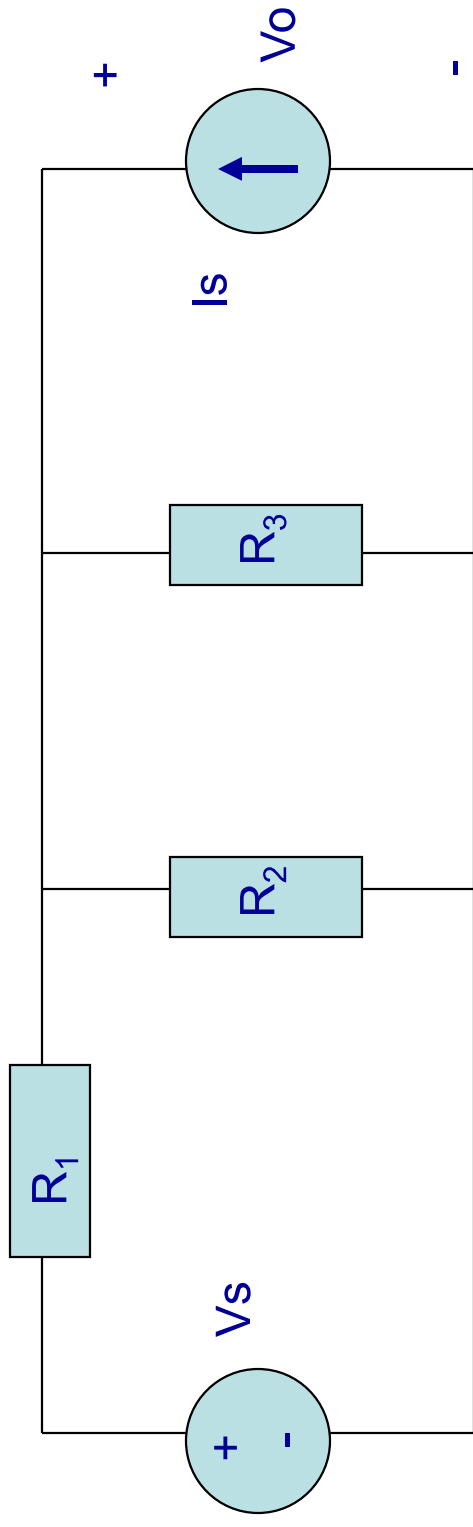 +
-
Vs
R₁
R₂
R₃
Is
+
Vo
-